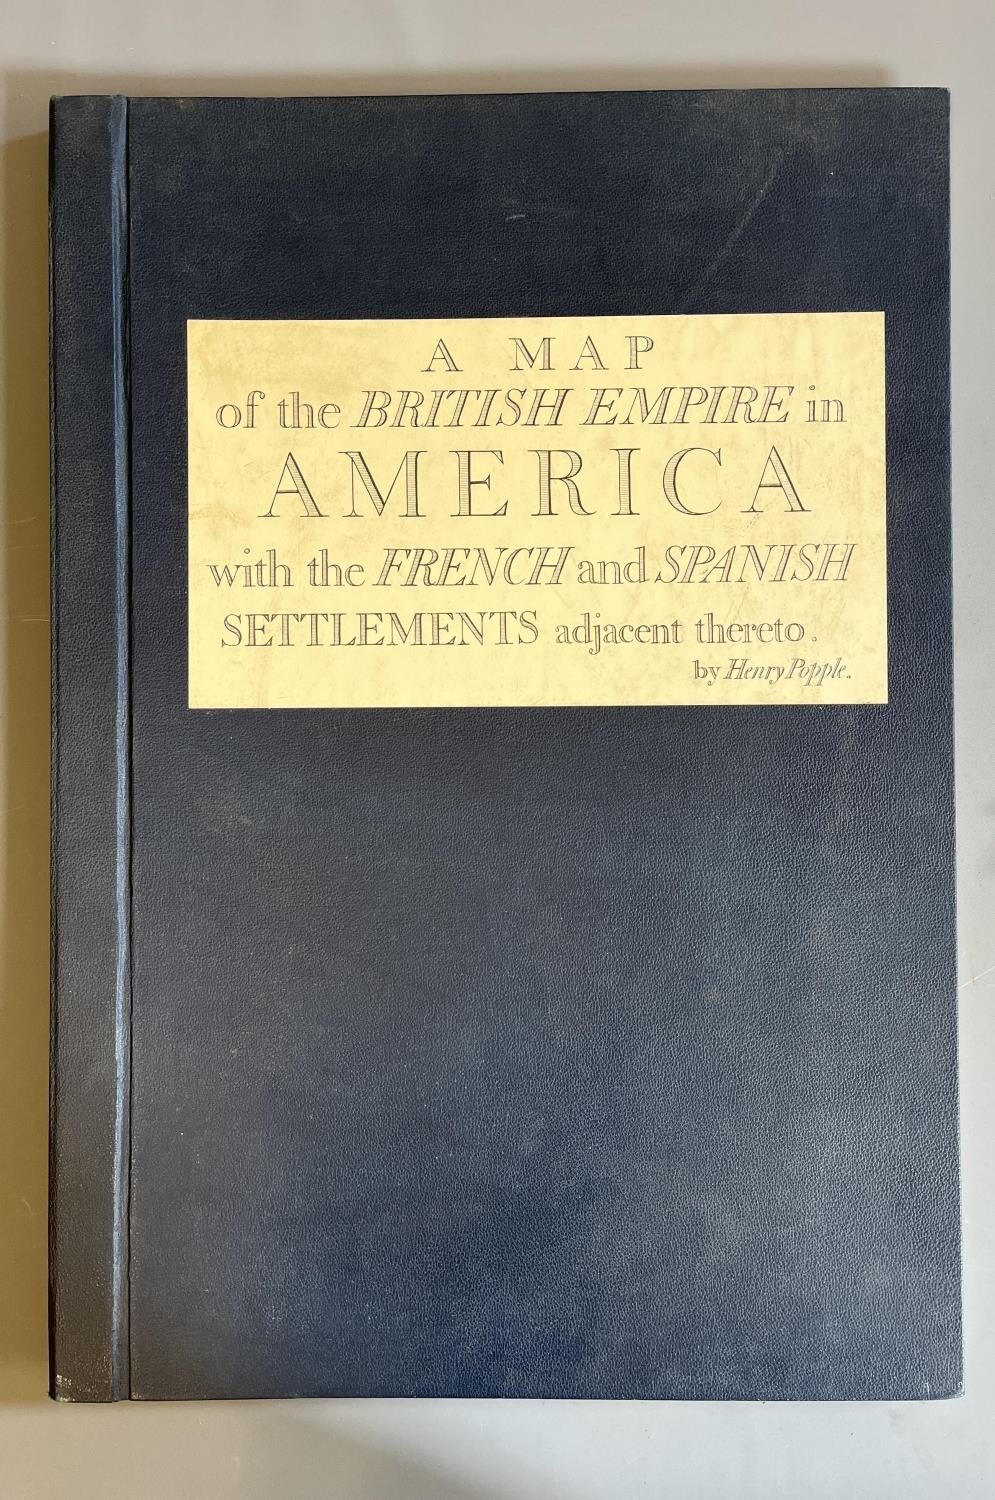 A MAP
of the BRITISH EMPIRE in
AMERICA
with the FRENCH and SPANISH
SETTLEMENTS adjacent thereto.
by Henry Popple.